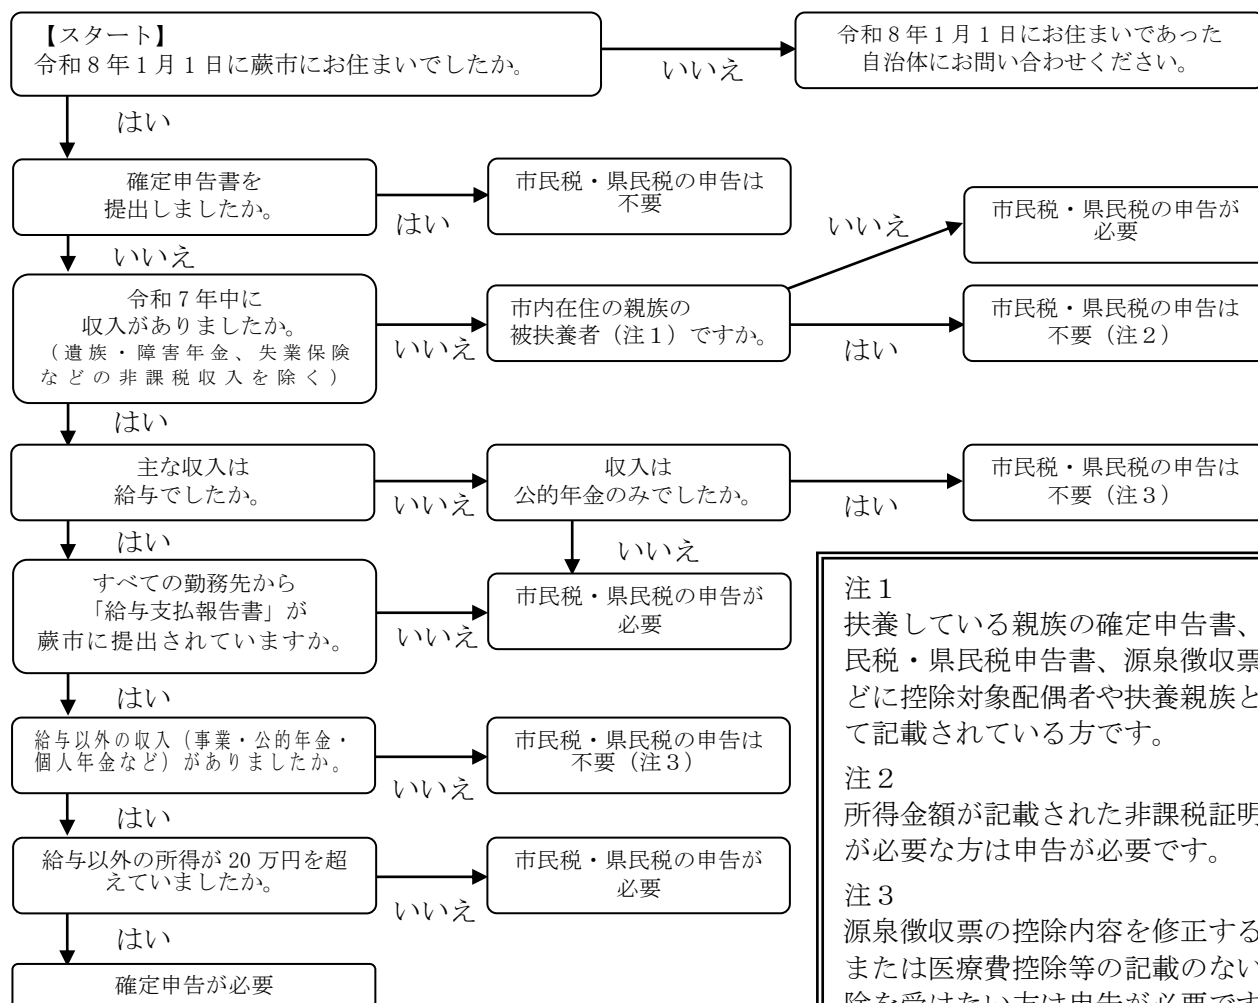 【スタート】
令和８年１月１日に蕨市にお住まいでしたか。
いいえ
令和８年１月１日にお住まいであった
自治体にお問い合わせください。
はい
確定申告書を
提出しましたか。
はい
市民税・県民税の申告は
不要
いいえ
令和７年中に
収入がありましたか。
（遺族・障害年金、失業保険
などの非課税収入を除く）
いいえ
市内在住の親族の
被扶養者（注１）ですか。
いいえ
市民税・県民税の申告が
必要
はい
市民税・県民税の申告は
不要（注２）
はい
主な収入は
給与でしたか。
いいえ
収入は
公的年金のみでしたか。
はい
市民税・県民税の申告は
不要（注３）
いいえ
はい
すべての勤務先から
「給与支払報告書」が
蕨市に提出されていますか。
いいえ
市民税・県民税の申告が
必要
はい
給与以外の収入（事業・公的年金・
個人年金など）がありましたか。
いいえ
市民税・県民税の申告は
不要（注３）
はい
給与以外の所得が 20 万円を超
えていましたか。
いいえ
市民税・県民税の申告が
必要
はい
確定申告が必要
注１
扶養している親族の確定申告書、
民税・県民税申告書、源泉徴収票
どに控除対象配偶者や扶養親族と
て記載されている方です。
注２
所得金額が記載された非課税証明
が必要な方は申告が必要です。
注３
源泉徴収票の控除内容を修正する
または医療費控除等の記載のない
除を受けたい方は申告が必要です